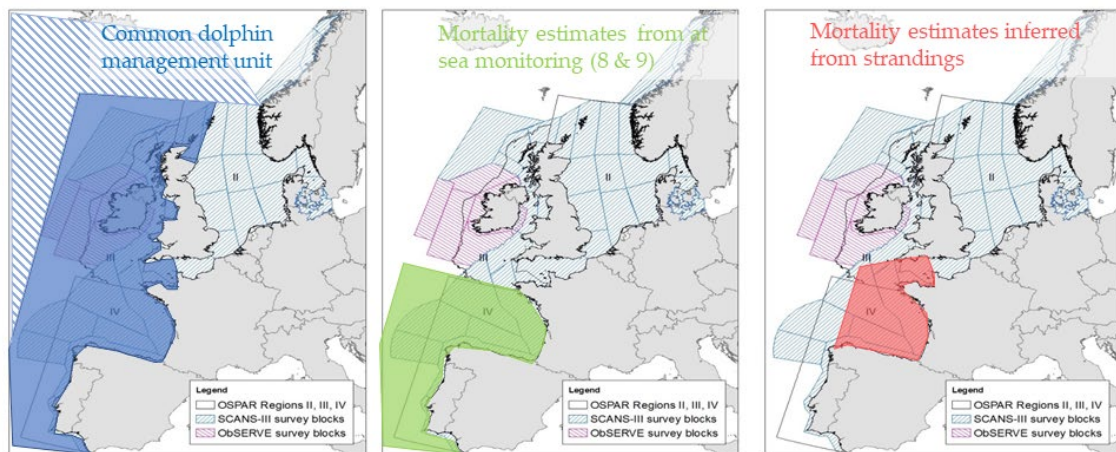 Common dolphin
management unit
II
III
IV
Legend
OSPAR Regions II, III, IV
SCANS-III survey blocks
ObSERVE survey blocks
Mortality estimates from at
sea monitoring (8 & 9)
II
III
IV
Legend
OSPAR Regions II, III, IV
SCANS-III survey blocks
ObSERVE survey blocks
Mortality estimates inferred
from strandings
II
III
IV
Legend
OSPAR Regions II, III, IV
SCANS-III survey blocks
ObSERVE survey blocks